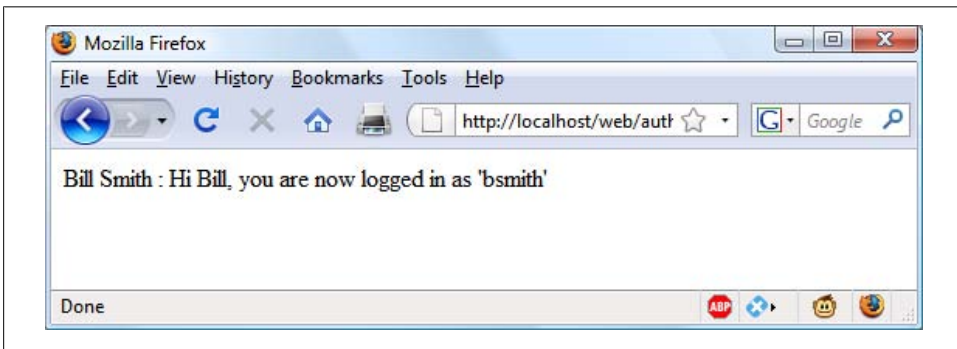 Mozilla Firefox
File Edit View History Bookmarks Tools Help
http://localhost/web/auth G Google
Bill Smith : Hi Bill, you are now logged in as 'bsmith'
Done ABP